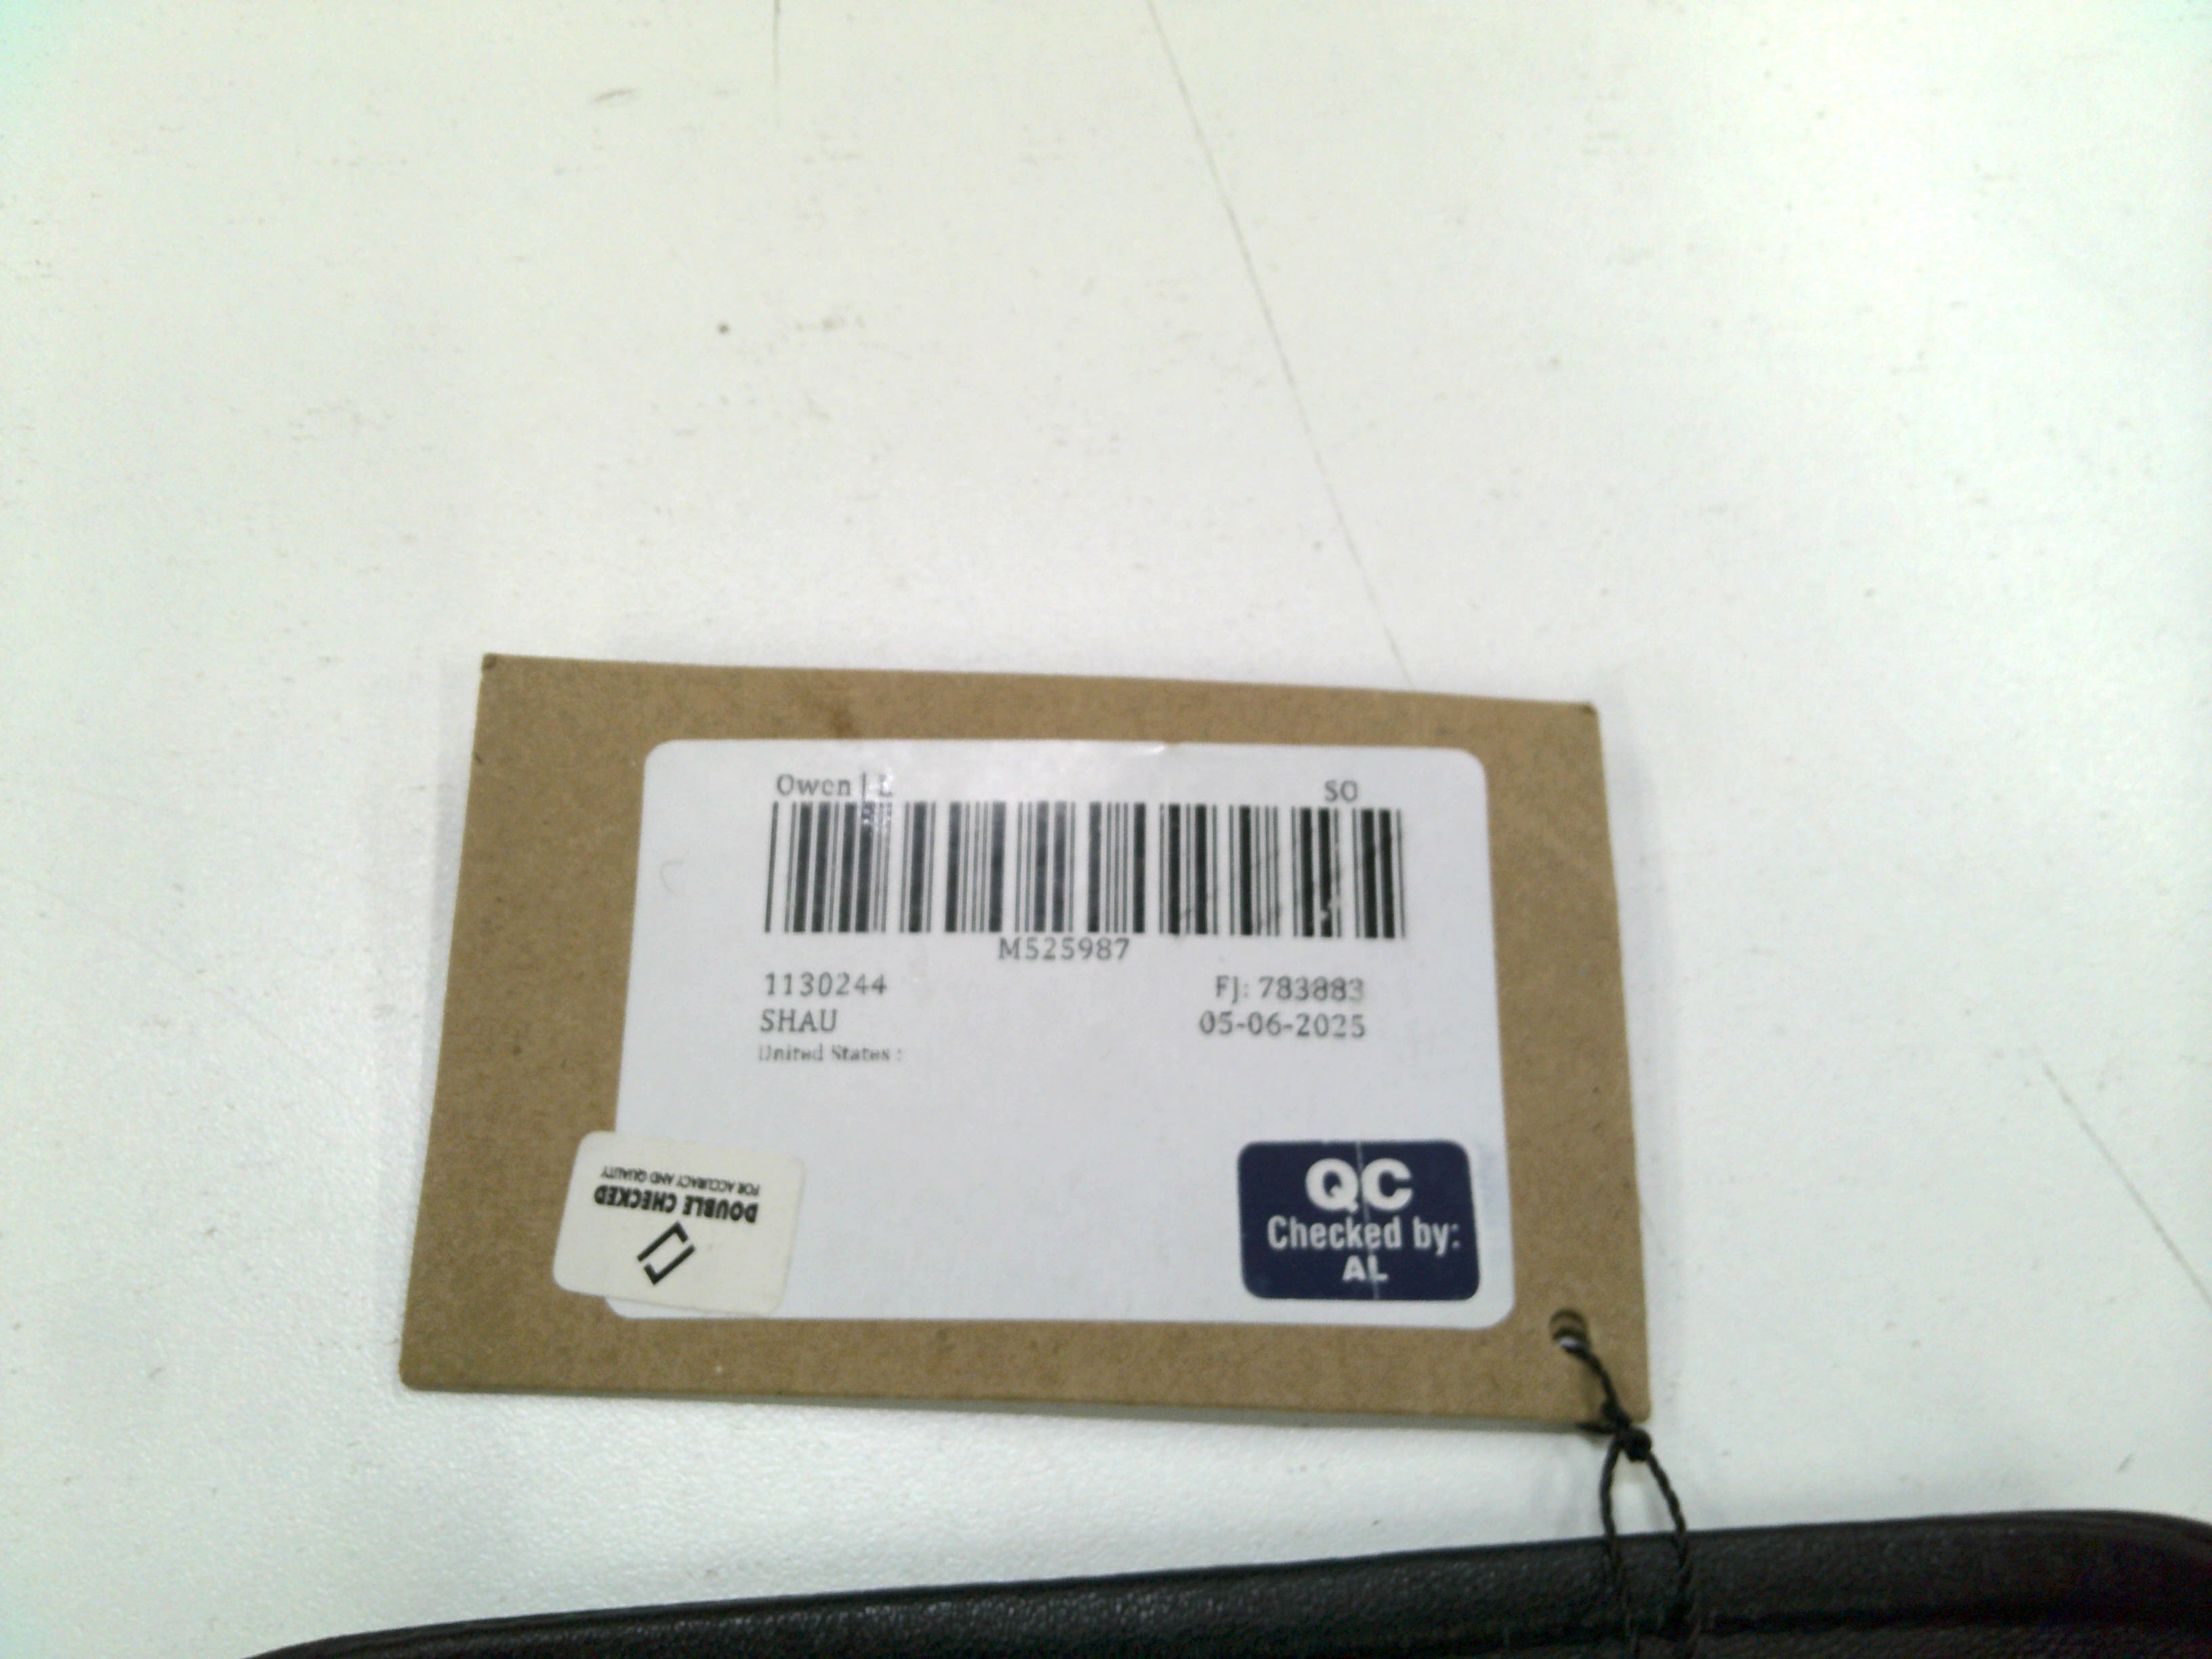 Owen | L
SO
M525987
1130244
FJ: 783883
SHAU
05-06-2025
United States :
DOUBLE CHECKED
FOR ACCURACY AND QUALITY
QC
Checked by:
AL